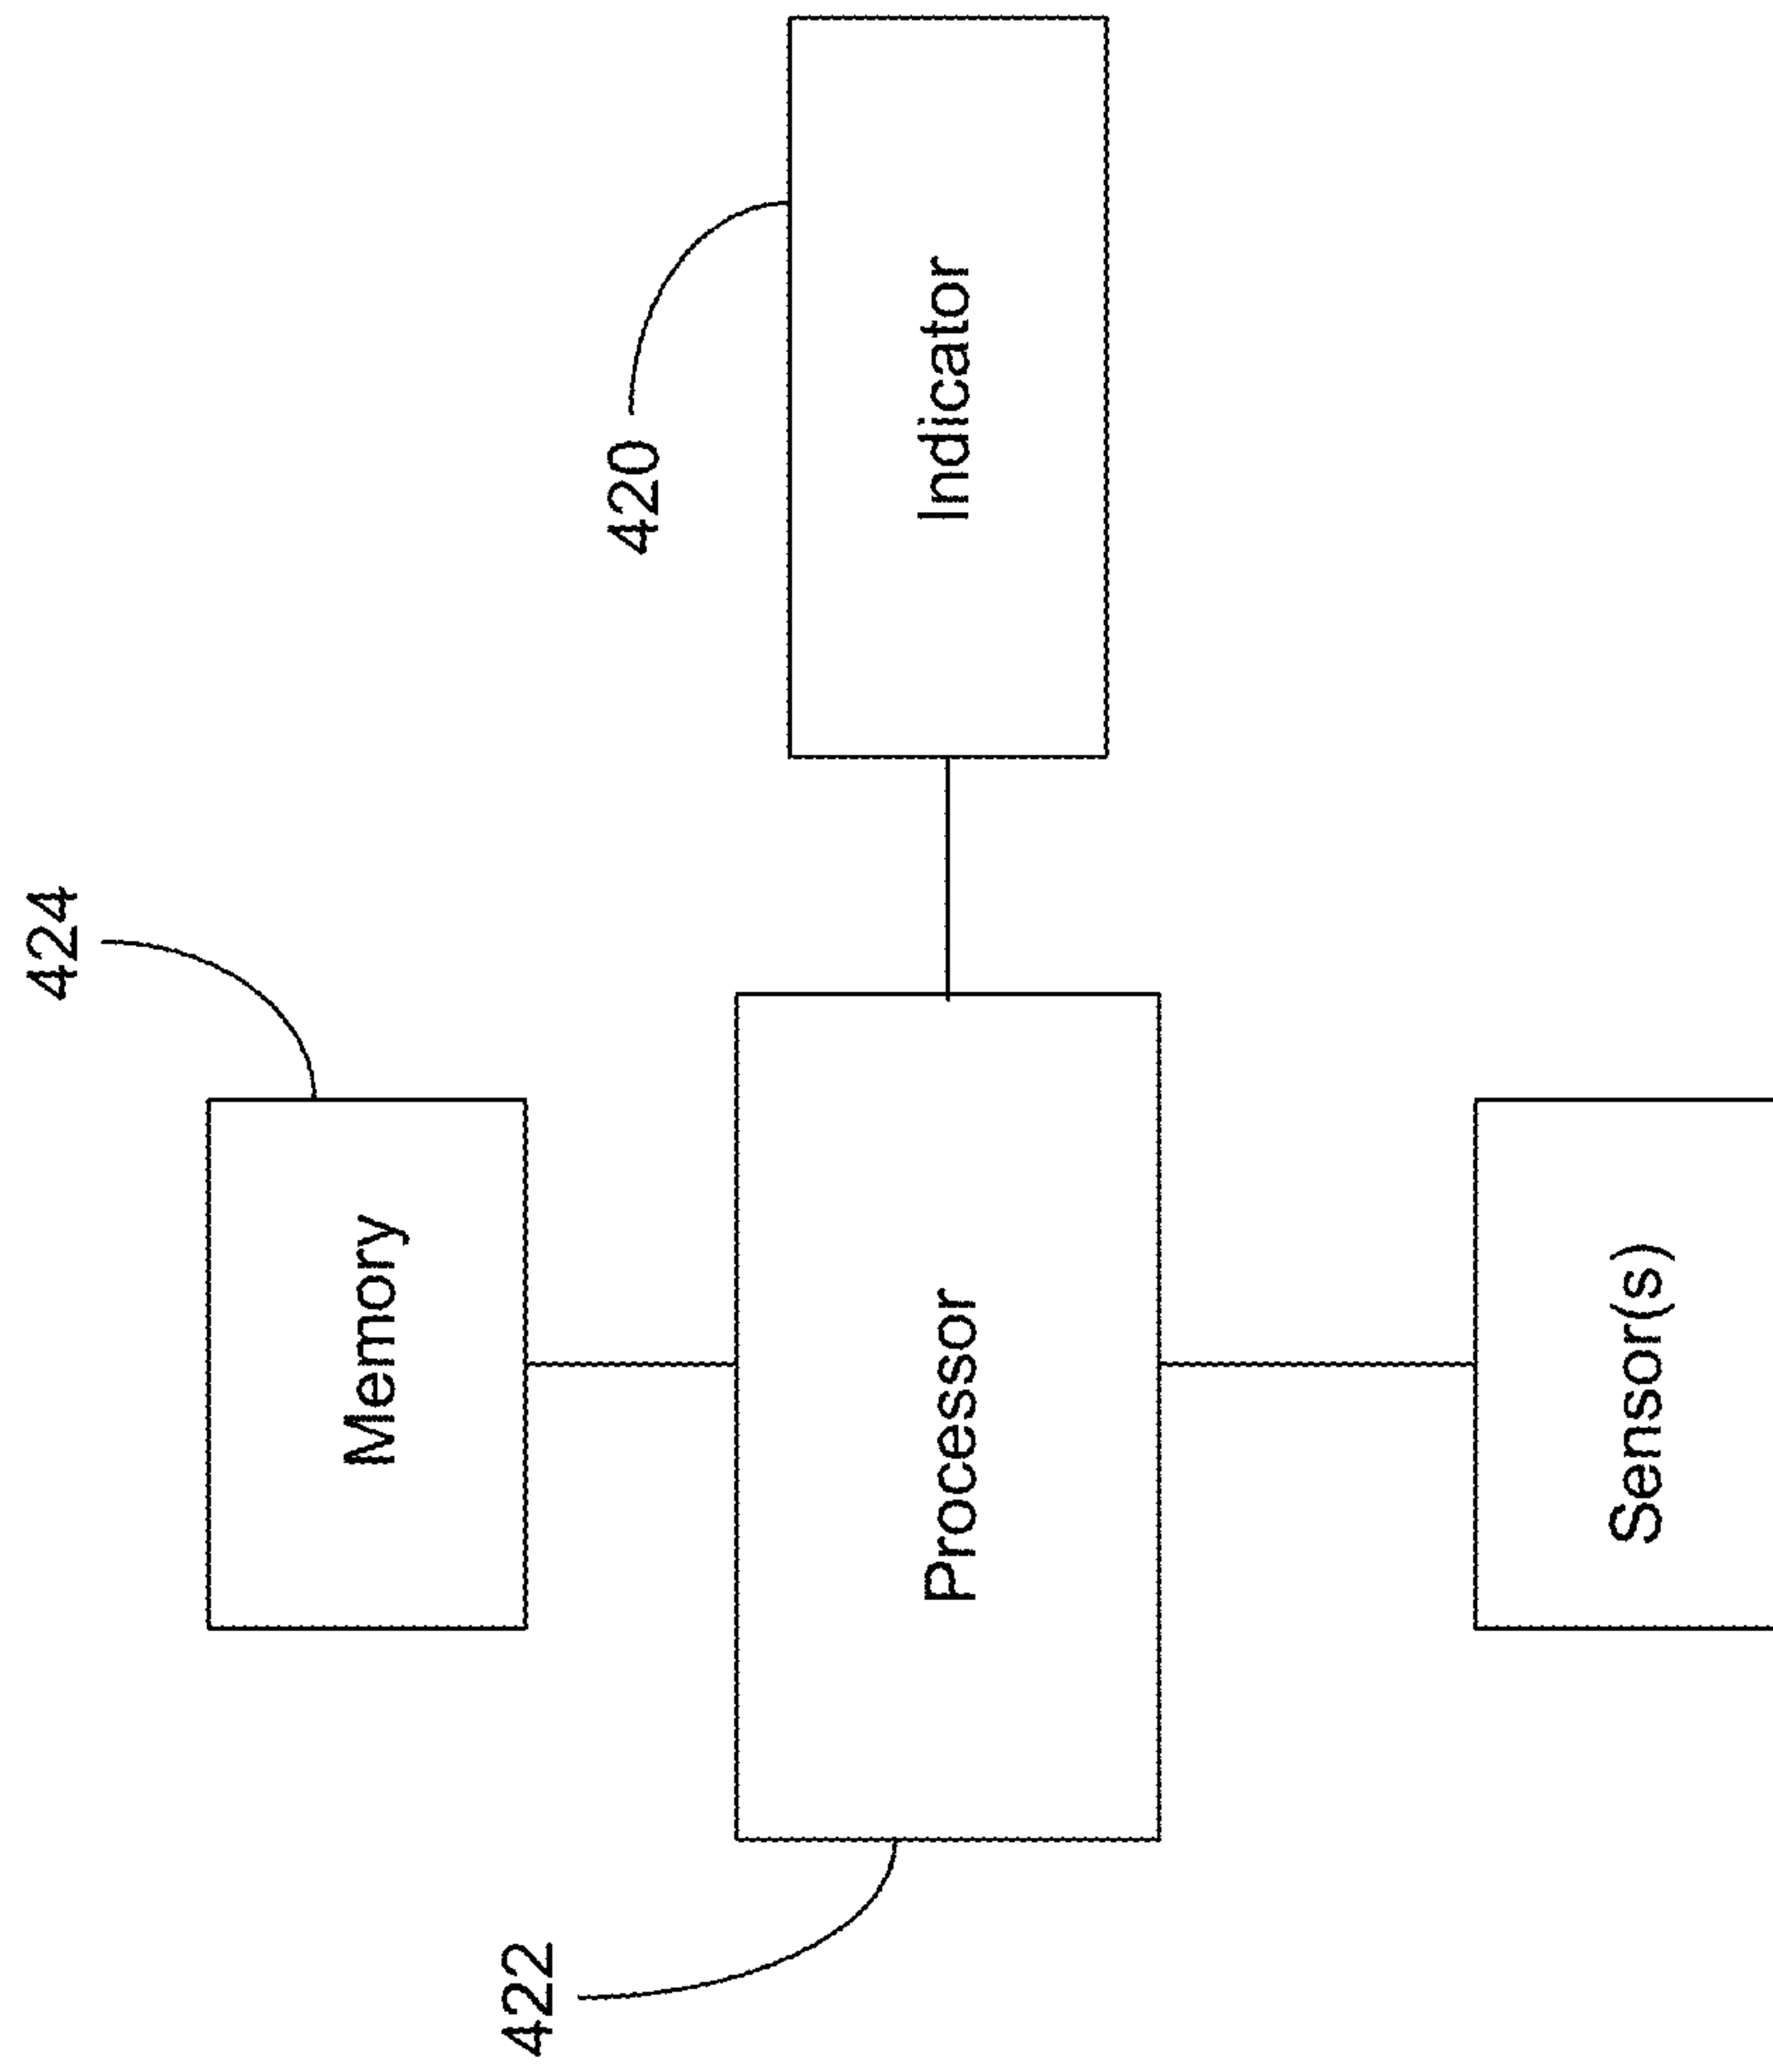 424
Memory
420
422
Processor
Indicator
Sensor(s)